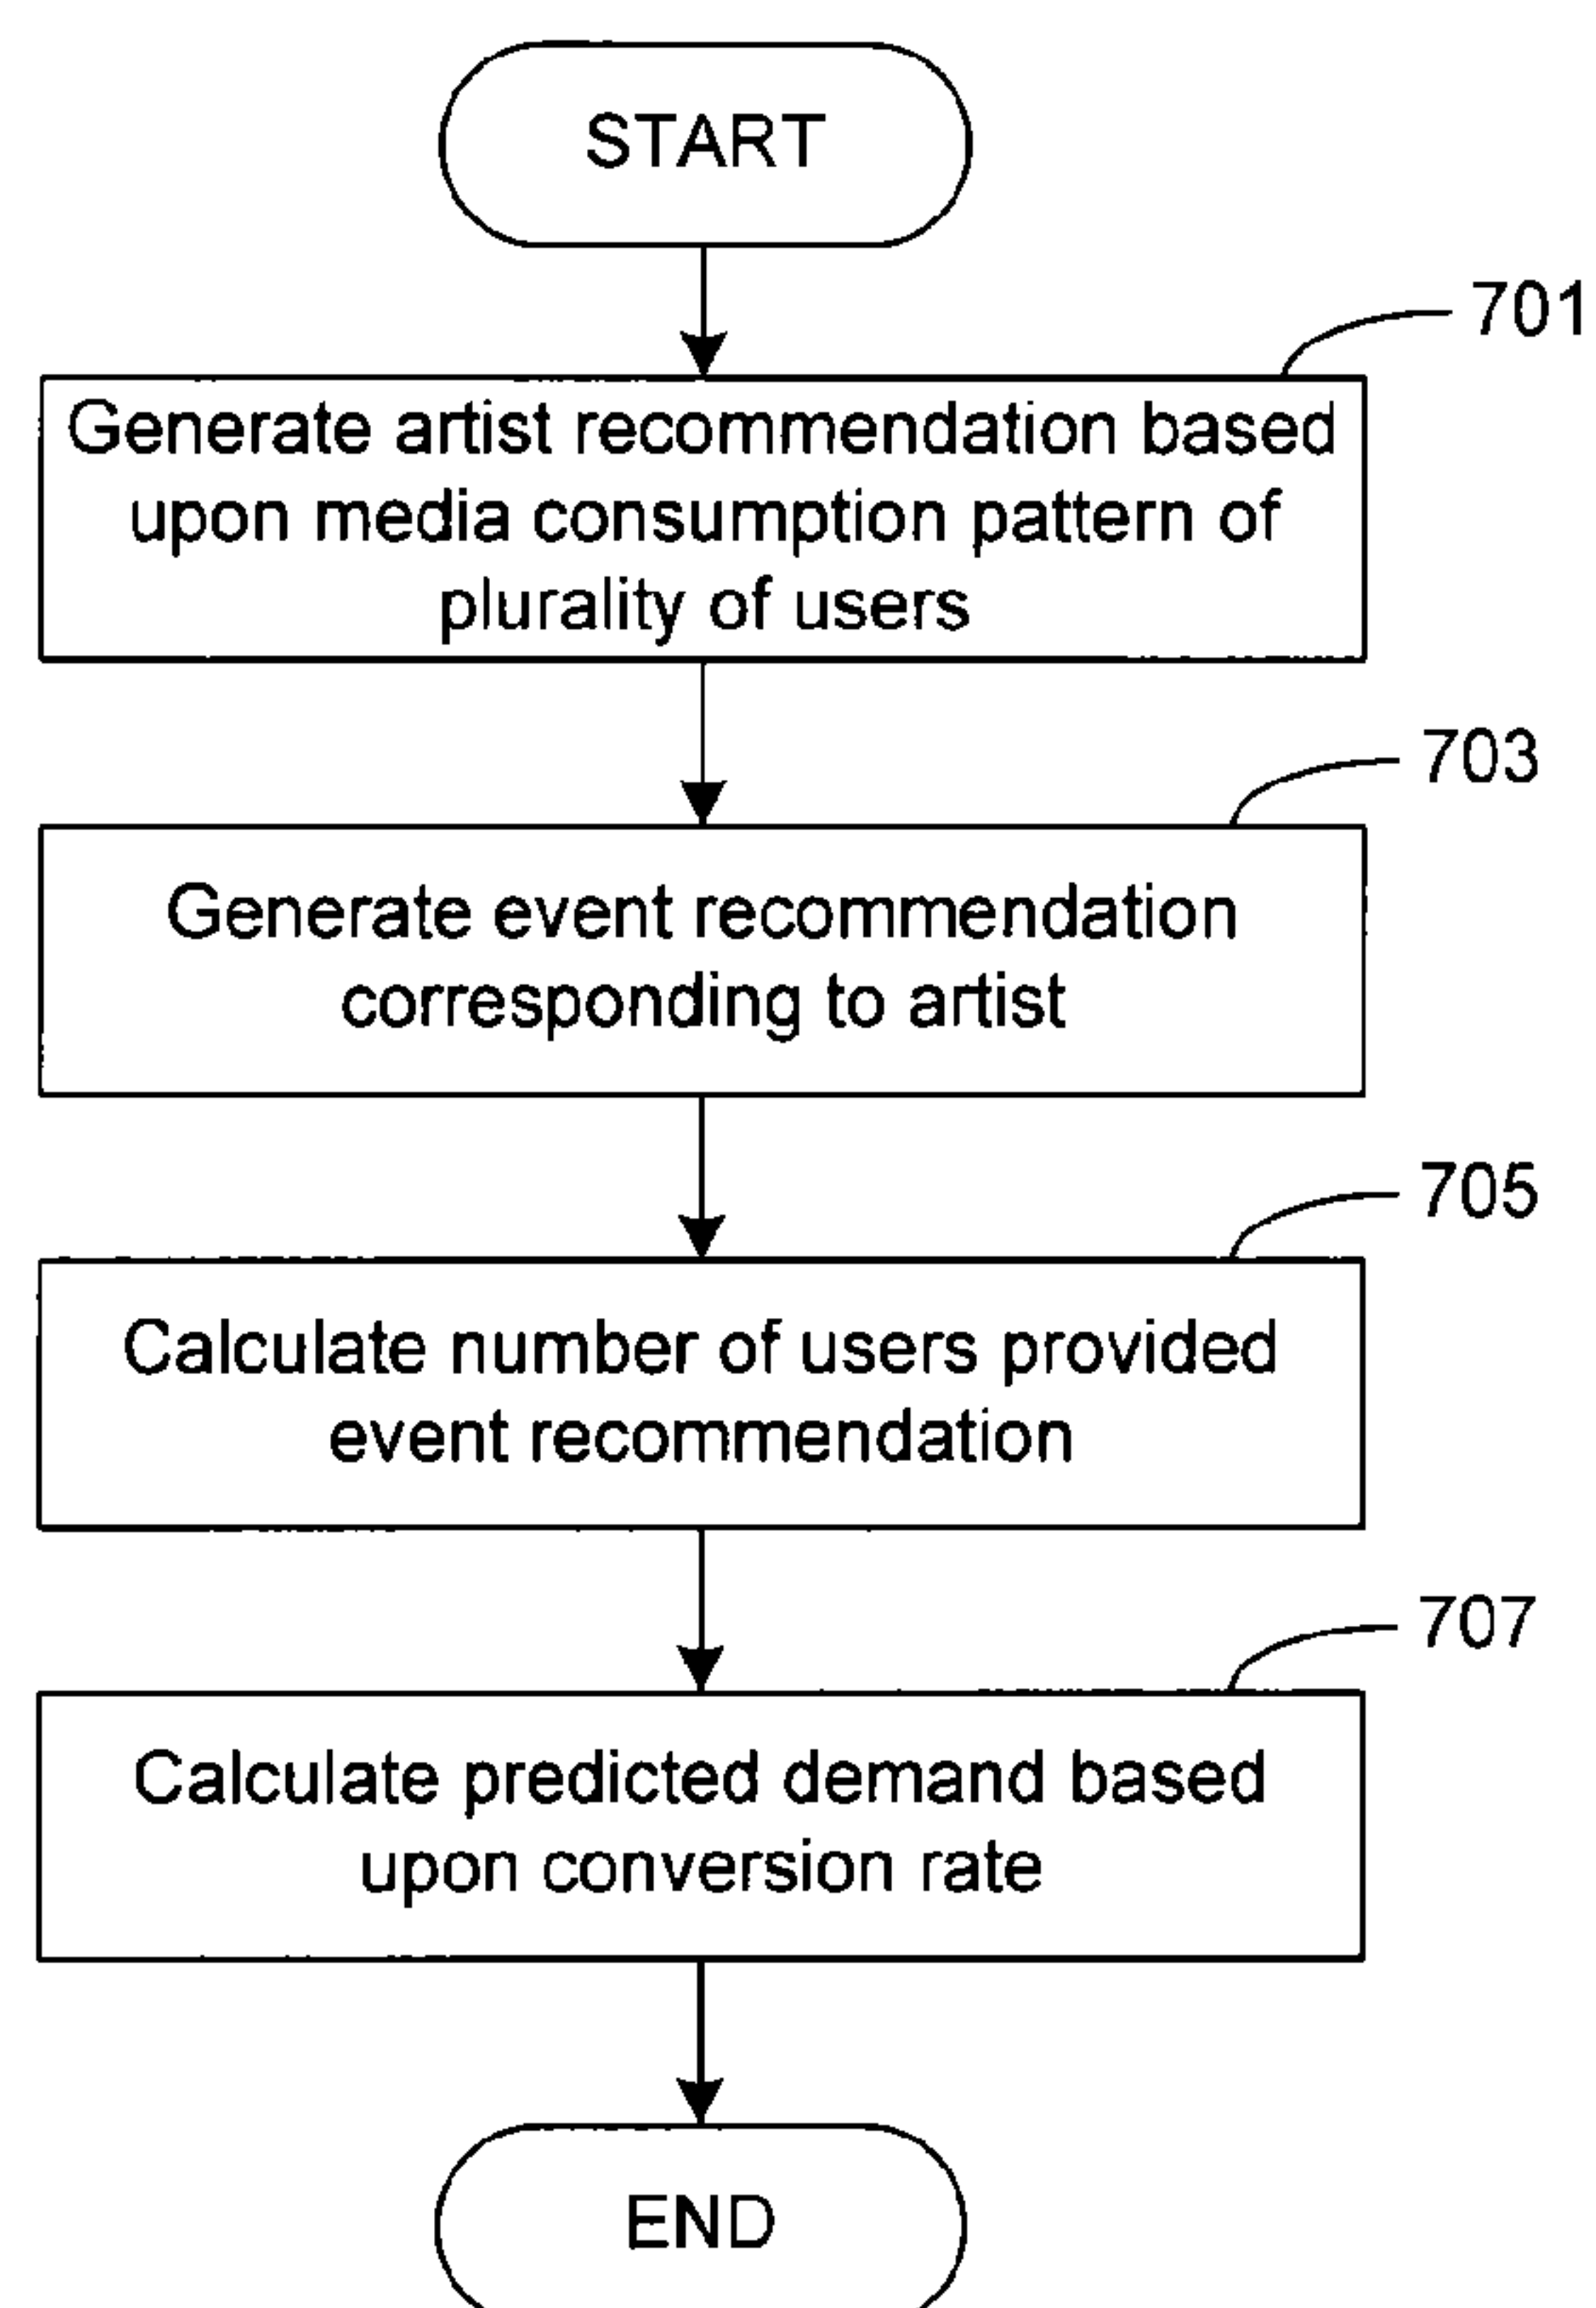 START
701
Generate artist recommendation based
upon media consumption pattern of
plurality of users
703
Generate event recommendation
corresponding to artist
705
Calculate number of users provided
event recommendation
707
Calculate predicted demand based
upon conversion rate
END